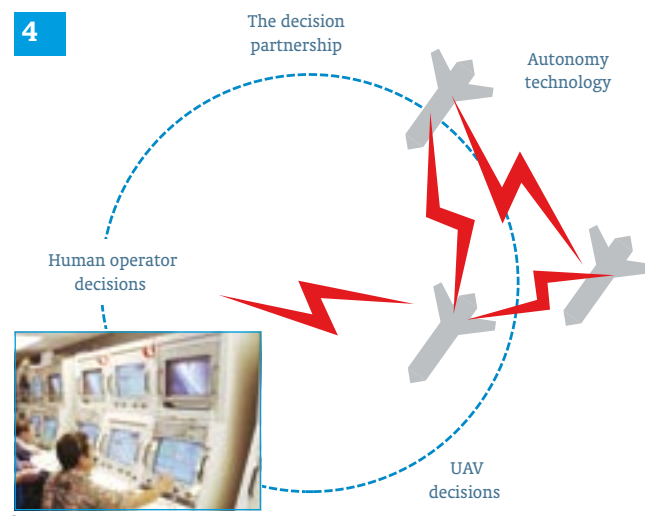 4
The decision
partnership
Autonomy
technology
Human operator
decisions
UAV
decisions